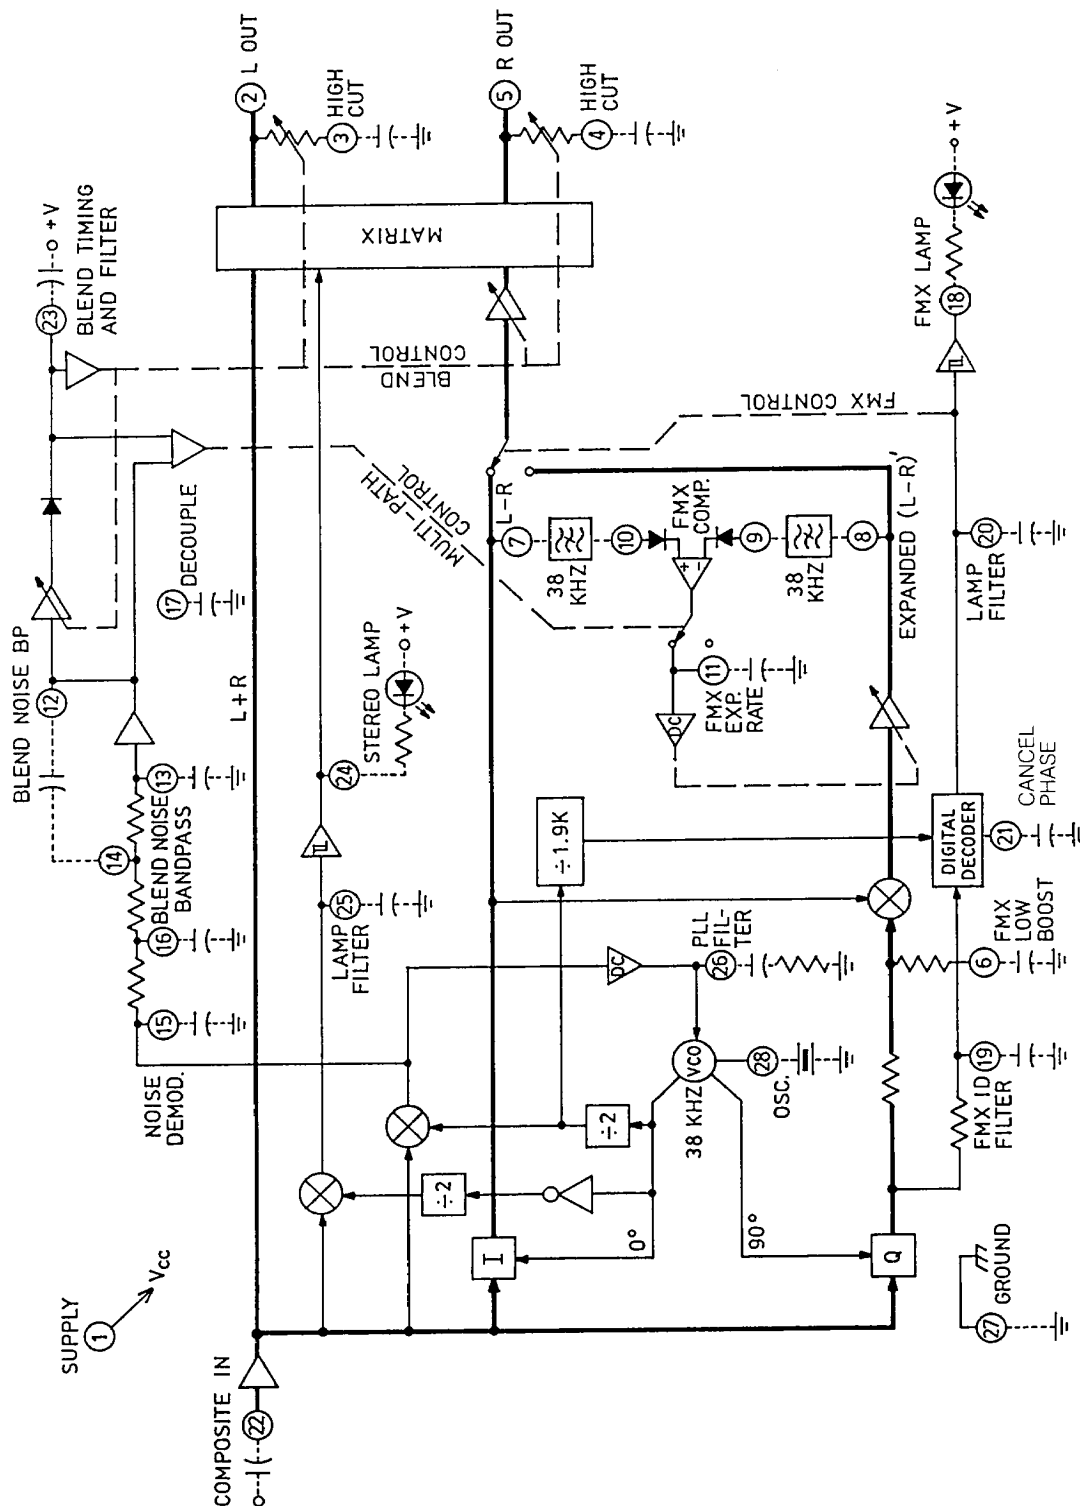 SUPPLY
1
Vcc
COMPOSITE IN
22
BLEND NOISE BP
12
14
13
BLEND NOISE
BANDPASS
16
15
NOISE
DEMOD.
17 DECOUPLE
23
+V
BLEND TIMING
AND FILTER
L+R
2 L OUT
3 HIGH
CUT
MATRIX
5 R OUT
4 HIGH
CUT
BLEND
CONTROL
MULTI-PATH
CONTROL
FMX CONTROL
24 STEREO LAMP
+V
25
LAMP
FILTER
÷2
÷2
I
0°
90°
Q
38 KHZ VCO
28
OSC.
DC
26
PLL
FIL-
TER
÷1.9K
L-R
7
38
KHZ
10
FMX
COMP.
+
-
9
38
KHZ
8
11
FMX
EXP.
RATE
DC
EXPANDED (L-R)'
DIGITAL
DECODER
21
CANCEL
PHASE
6
FMX
LOW
BOOST
19
FMX ID
FILTER
20
LAMP
FILTER
18
FMX LAMP
+V
27 GROUND